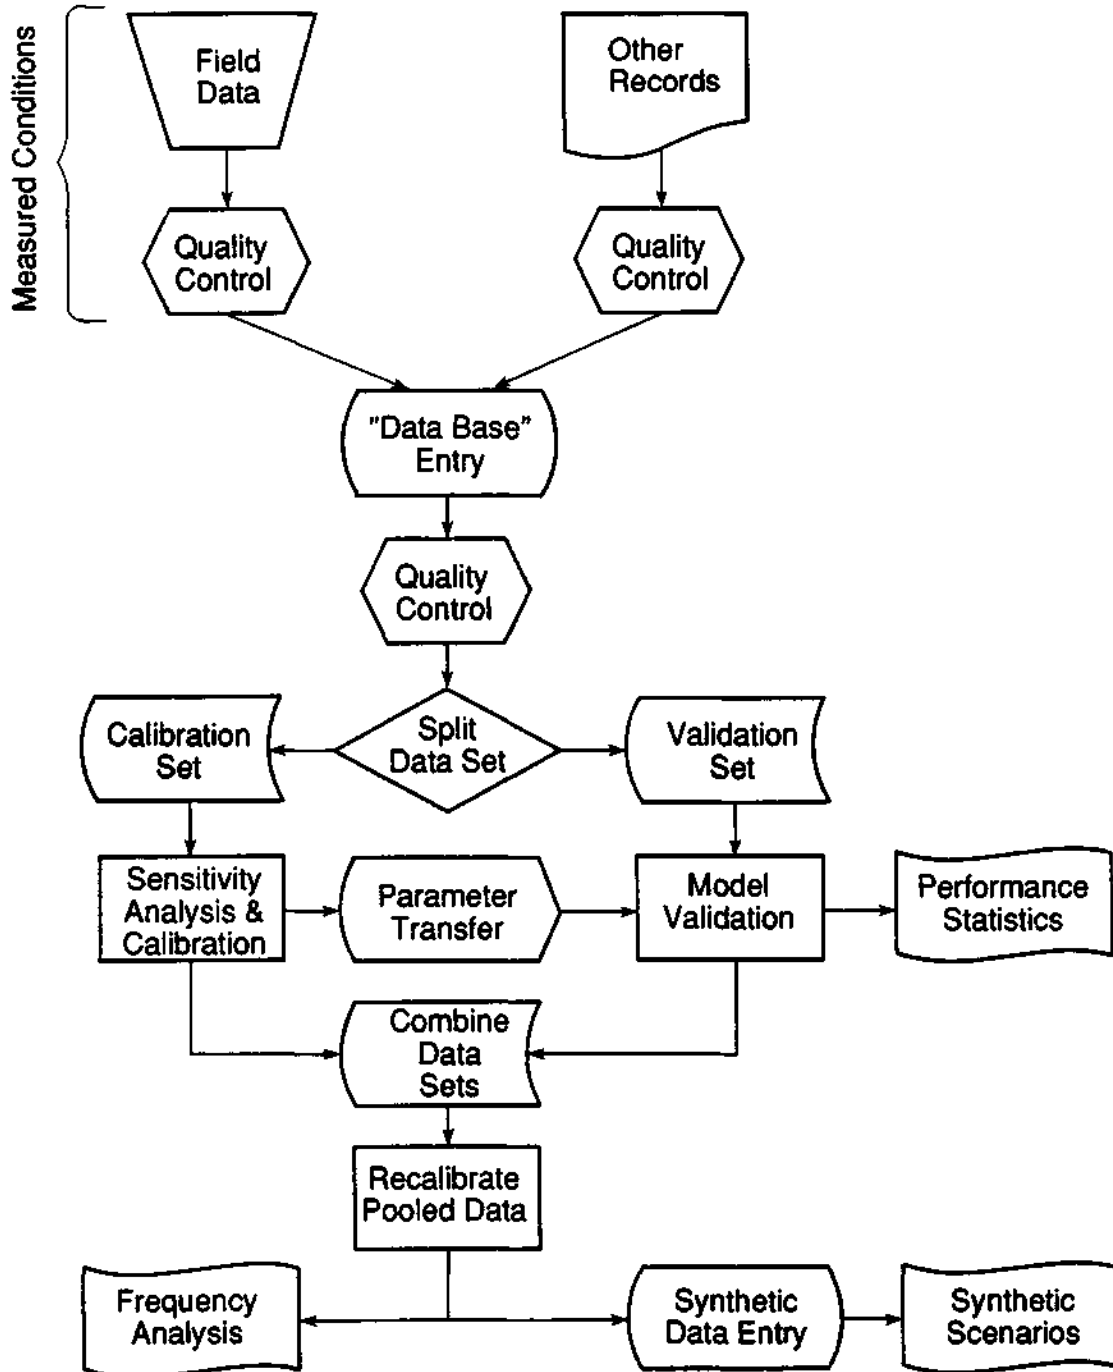 Measured Conditions
Field
Data
Other
Records
Quality
Control
Quality
Control
"Data Base"
Entry
Quality
Control
Calibration
Set
Split
Data Set
Validation
Set
Sensitivity
Analysis &
Calibration
Parameter
Transfer
Model
Validation
Performance
Statistics
Combine
Data
Sets
Recalibrate
Pooled Data
Frequency
Analysis
Synthetic
Data Entry
Synthetic
Scenarios